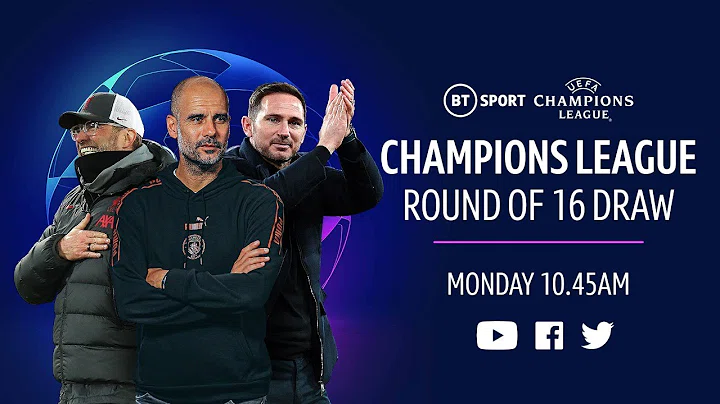 BT SPORT
UEFA
CHAMPIONS
LEAGUE
CHAMPIONS LEAGUE
ROUND OF 16 DRAW
MONDAY 10.45AM